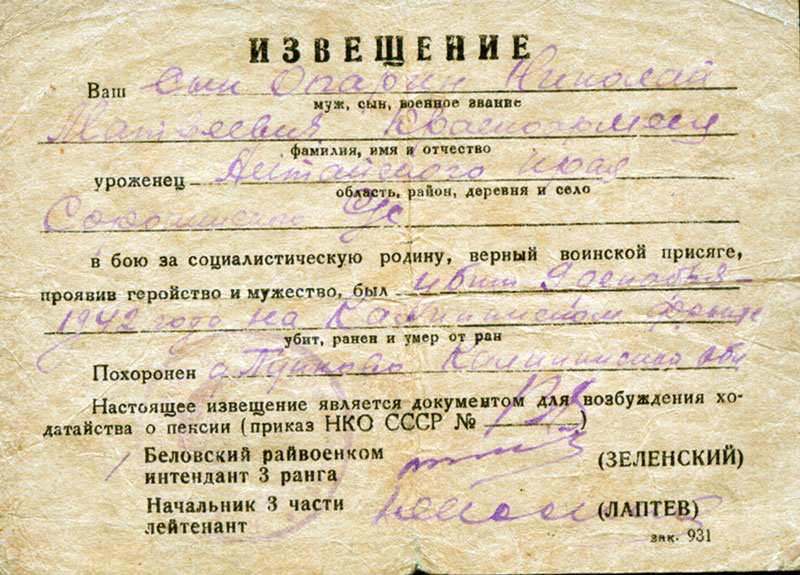 ИЗВЕЩЕНИЕ
Ваш сын Опарин Николай
муж, сын, военное звание
Матвеевич Красноармеец
фамилия, имя и отчество
уроженец Алтайского края
область, район, деревня и село
в бою за социалистическую родину, верный воинской присяге,
проявив геройство и мужество, был убит 9 декабря
1942 года на Калининском фронте
убит, ранен и умер от ран
Похоронен д. Калининской обл
Настоящее извещение является документом для возбуждения хо-
датайства о пенсии (приказ НКО СССР № )
Беловский райвоенком
интендант 3 ранга (ЗЕЛЕНСКИЙ)
Начальник 3 части
лейтенант (ЛАПТЕВ)
зак. 931